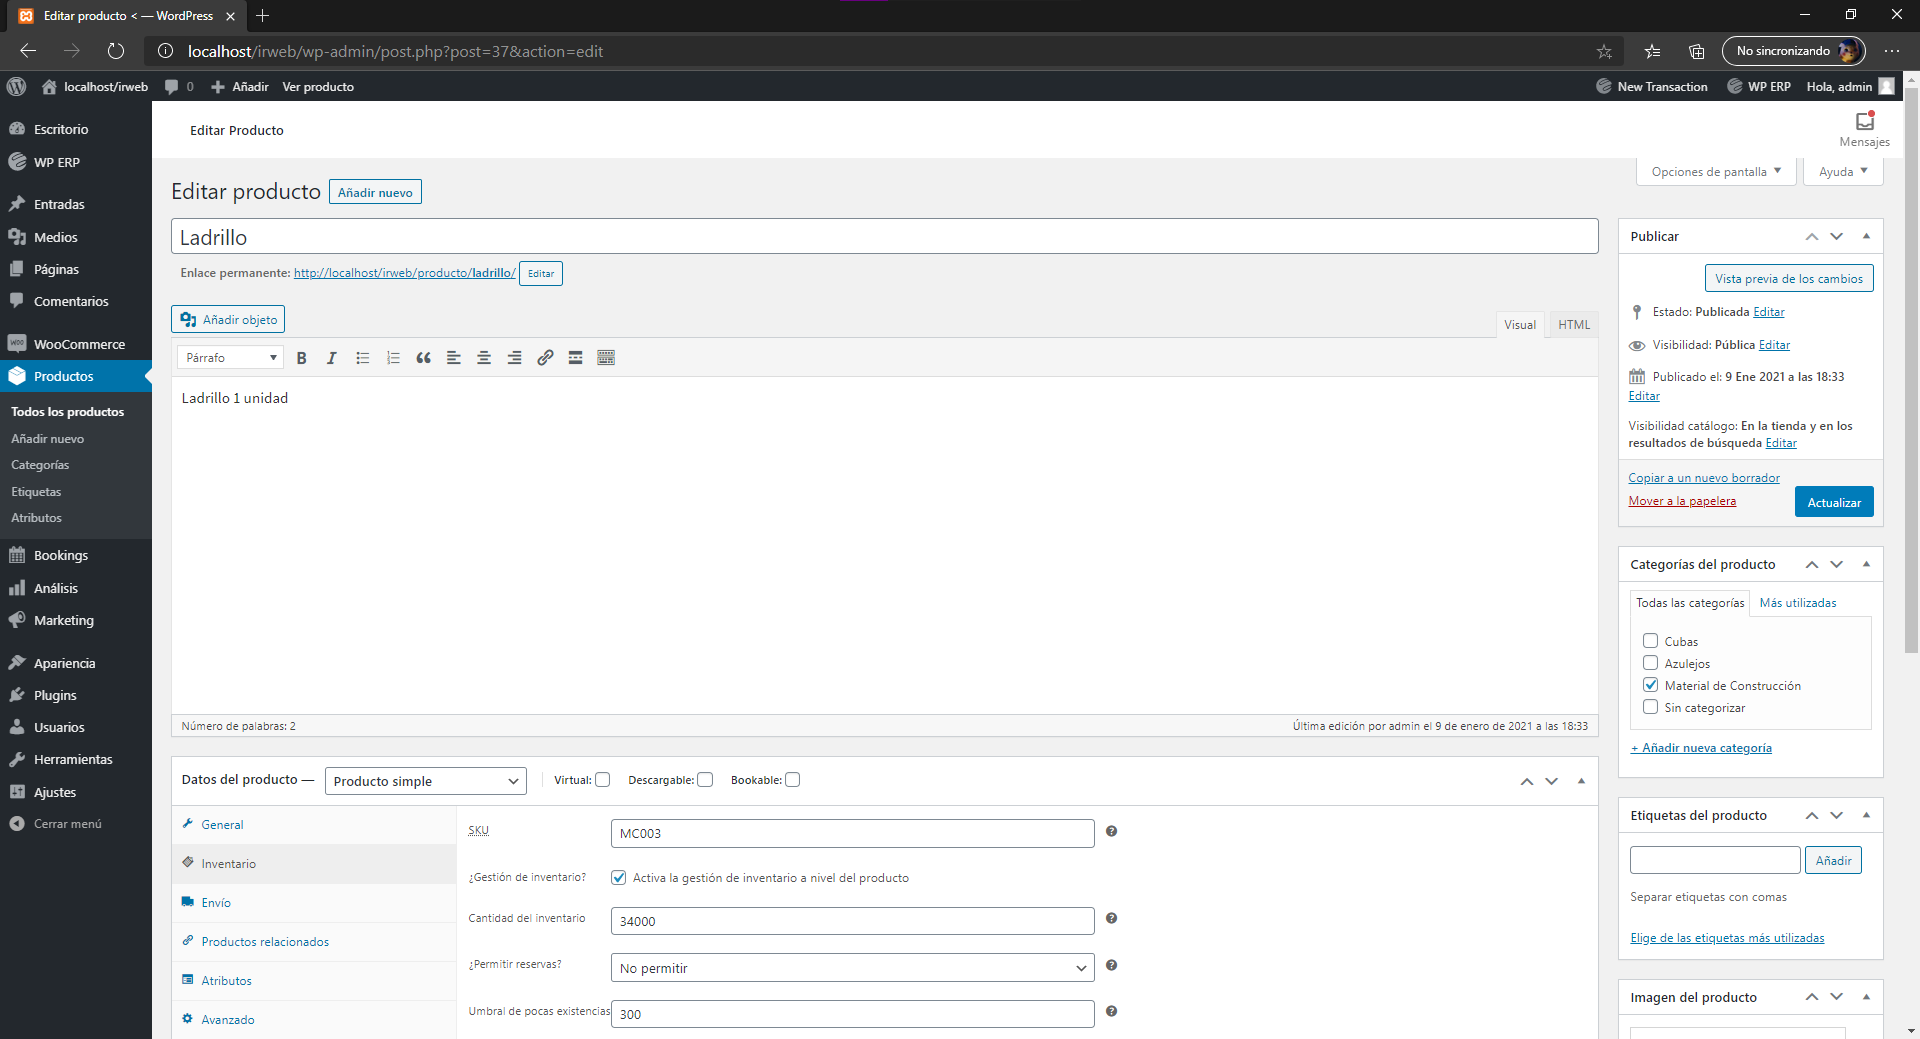 Editar producto < — WordPress
localhost/irweb/wp-admin/post.php?post=37&action=edit
No sincronizando
localhost/irweb
0
Añadir
Ver producto
New Transaction
WP ERP
Hola, admin
Escritorio
WP ERP
Entradas
Medios
Páginas
Comentarios
WooCommerce
Productos
Todos los productos
Añadir nuevo
Categorías
Etiquetas
Atributos
Bookings
Análisis
Marketing
Apariencia
Plugins
Usuarios
Herramientas
Ajustes
Cerrar menú
Editar Producto
Mensajes
Opciones de pantalla
Ayuda
Editar producto
Añadir nuevo
Ladrillo
Enlace permanente: http://localhost/irweb/producto/ladrillo/ Editar
Añadir objeto
Visual
HTML
Párrafo
Ladrillo 1 unidad
Número de palabras: 2
Última edición por admin el 9 de enero de 2021 a las 18:33
Datos del producto —
Producto simple
Virtual:
Descargable:
Bookable:
General
Inventario
Envío
Productos relacionados
Atributos
Avanzado
SKU
MC003
¿Gestión de inventario?
Activa la gestión de inventario a nivel del producto
Cantidad del inventario
34000
¿Permitir reservas?
No permitir
Umbral de pocas existencias
300
Publicar
Vista previa de los cambios
Estado: Publicada Editar
Visibilidad: Pública Editar
Publicado el: 9 Ene 2021 a las 18:33
Editar
Visibilidad catálogo: En la tienda y en los
resultados de búsqueda Editar
Copiar a un nuevo borrador
Mover a la papelera
Actualizar
Categorías del producto
Todas las categorías
Más utilizadas
Cubas
Azulejos
Material de Construcción
Sin categorizar
+ Añadir nueva categoría
Etiquetas del producto
Añadir
Separar etiquetas con comas
Elige de las etiquetas más utilizadas
Imagen del producto